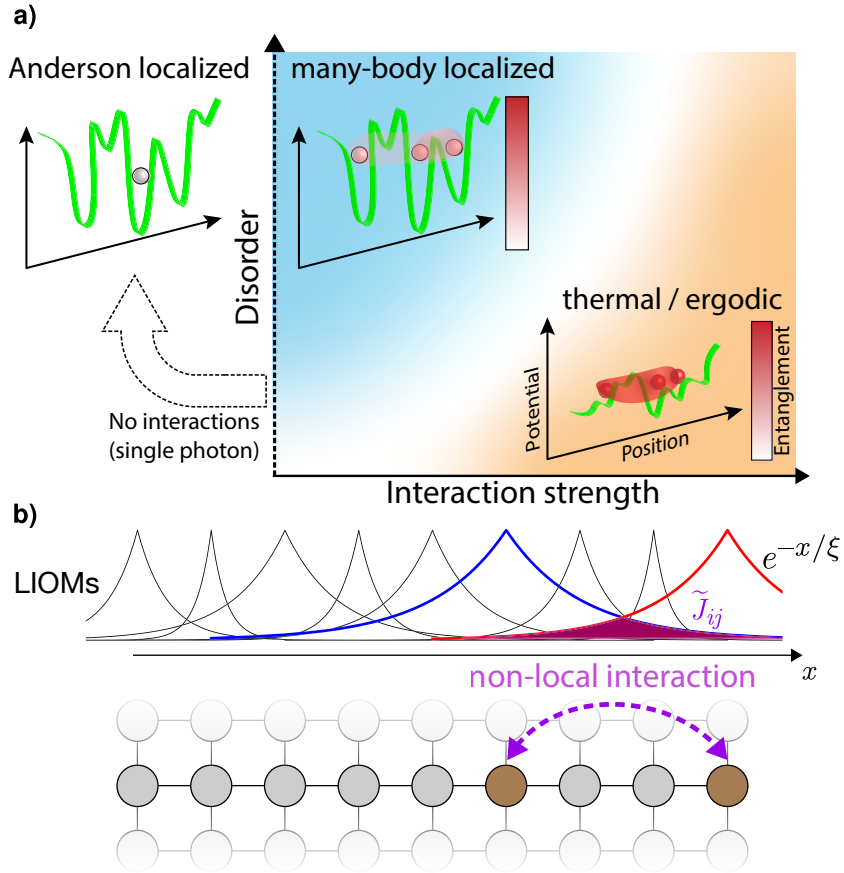 a)
Anderson localized
many-body localized
Disorder
thermal / ergodic
Potential
Position
Entanglement
No interactions
(single photon)
Interaction strength
b)
LIOMs
e^{-x/ξ}
J̃_{ij}
x
non-local interaction